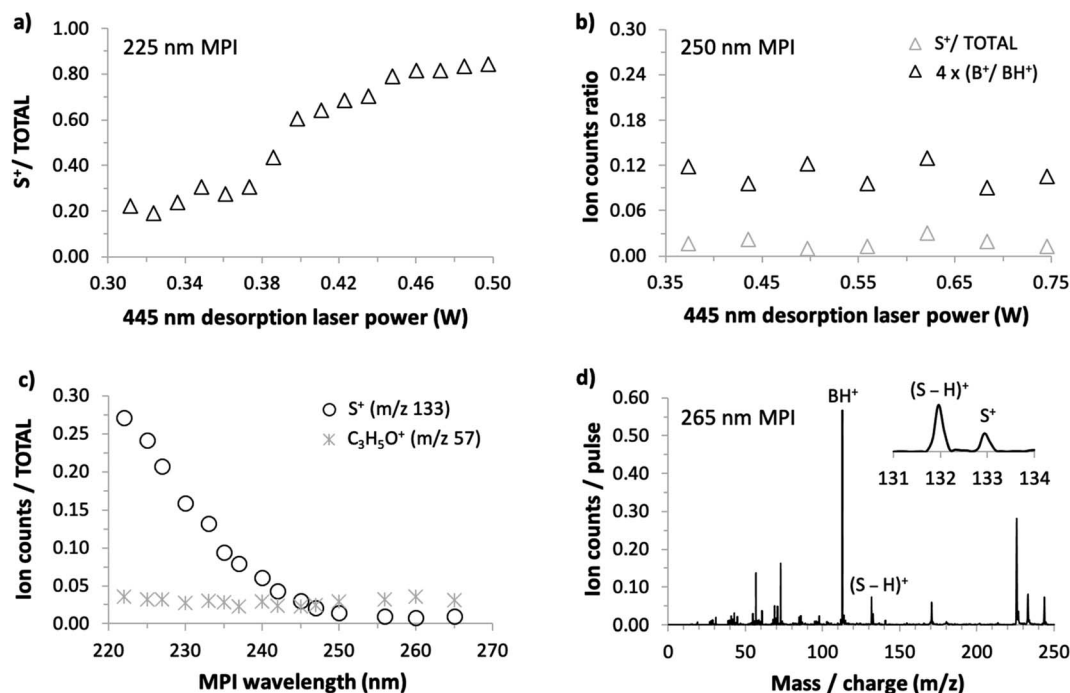 a)
225 nm MPI
S⁺/ TOTAL
1.00
0.80
0.60
0.40
0.20
0.00
0.30 0.34 0.38 0.42 0.46 0.50
445 nm desorption laser power (W)
b)
250 nm MPI
S⁺/ TOTAL
4 x (B⁺/ BH⁺)
Ion counts ratio
0.30
0.24
0.18
0.12
0.06
0.00
0.35 0.45 0.55 0.65 0.75
445 nm desorption laser power (W)
c)
S⁺ (m/z 133)
C₃H₅O⁺ (m/z 57)
Ion counts / TOTAL
0.30
0.25
0.20
0.15
0.10
0.05
0.00
220 230 240 250 260 270
MPI wavelength (nm)
d)
265 nm MPI
BH⁺
(S – H)⁺
S⁺
131 132 133 134
(S – H)⁺
Ion counts / pulse
0.60
0.50
0.40
0.30
0.20
0.10
0.00
0 50 100 150 200 250
Mass / charge (m/z)